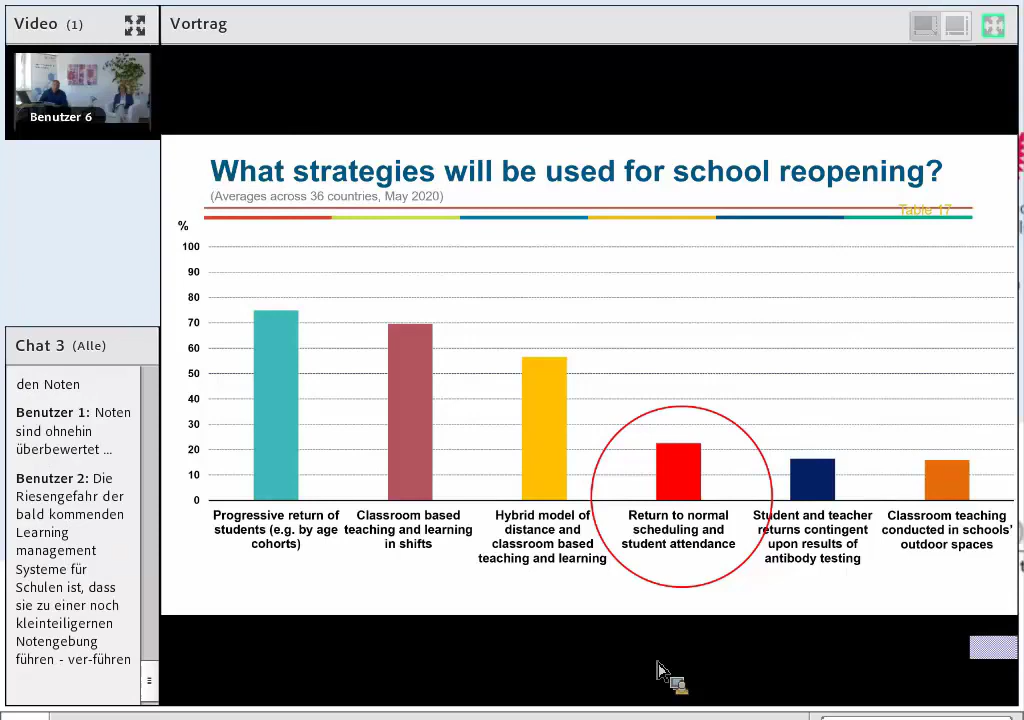 Video (1)
Vortrag
Benutzer 6
Chat 3 (Alle)
den Noten
Benutzer 1: Noten
sind ohnehin
überbewertet ...
Benutzer 2: Die
Riesengefahr der
bald kommenden
Learning
management
Systeme für
Schulen ist, dass
sie zu einer noch
kleinteiligernen
Notengebung
führen - ver-führen
What strategies will be used for school reopening?
(Averages across 36 countries, May 2020)
Table 17
%
100
90
80
70
60
50
40
30
20
10
0
Progressive return of
students (e.g. by age
cohorts)
Classroom based
teaching and learning
in shifts
Hybrid model of
distance and
classroom based
teaching and learning
Return to normal
scheduling and
student attendance
Student and teacher
returns contingent
upon results of
antibody testing
Classroom teaching
conducted in schools'
outdoor spaces